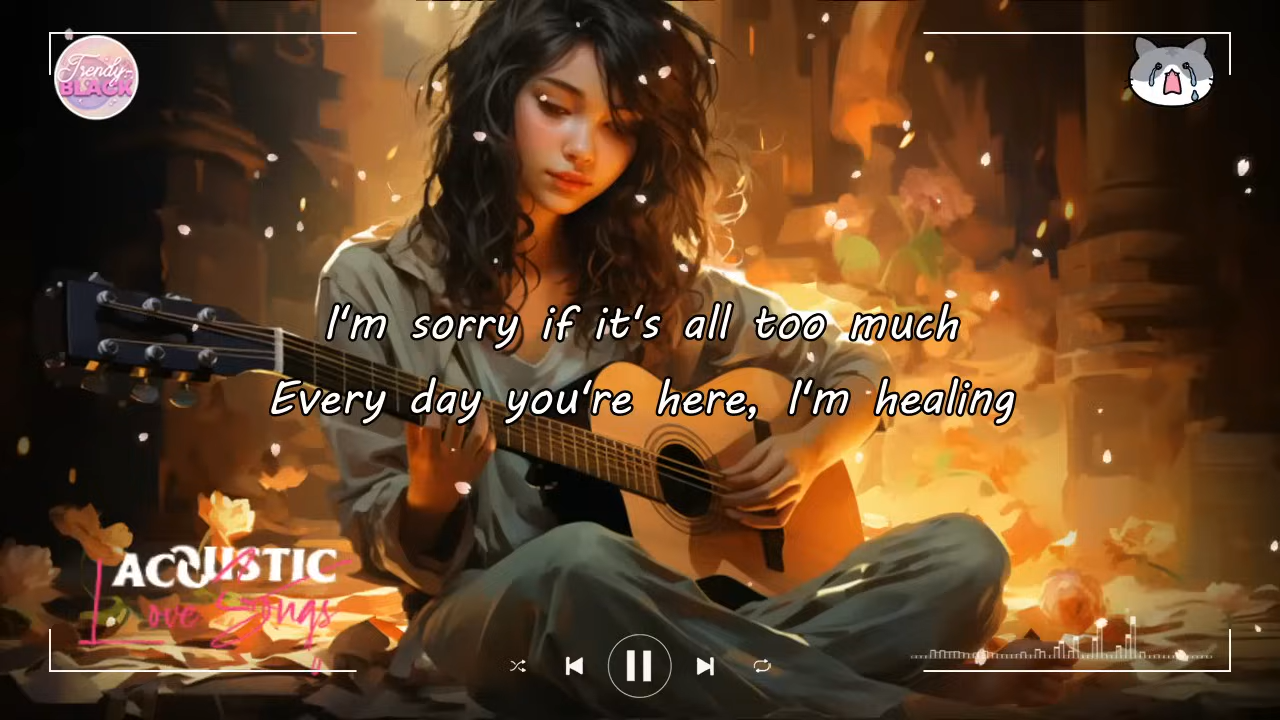 Trendy
BLACK
I'm sorry if it's all too much
Every day you're here, I'm healing
ACOUSTIC
Love Songs